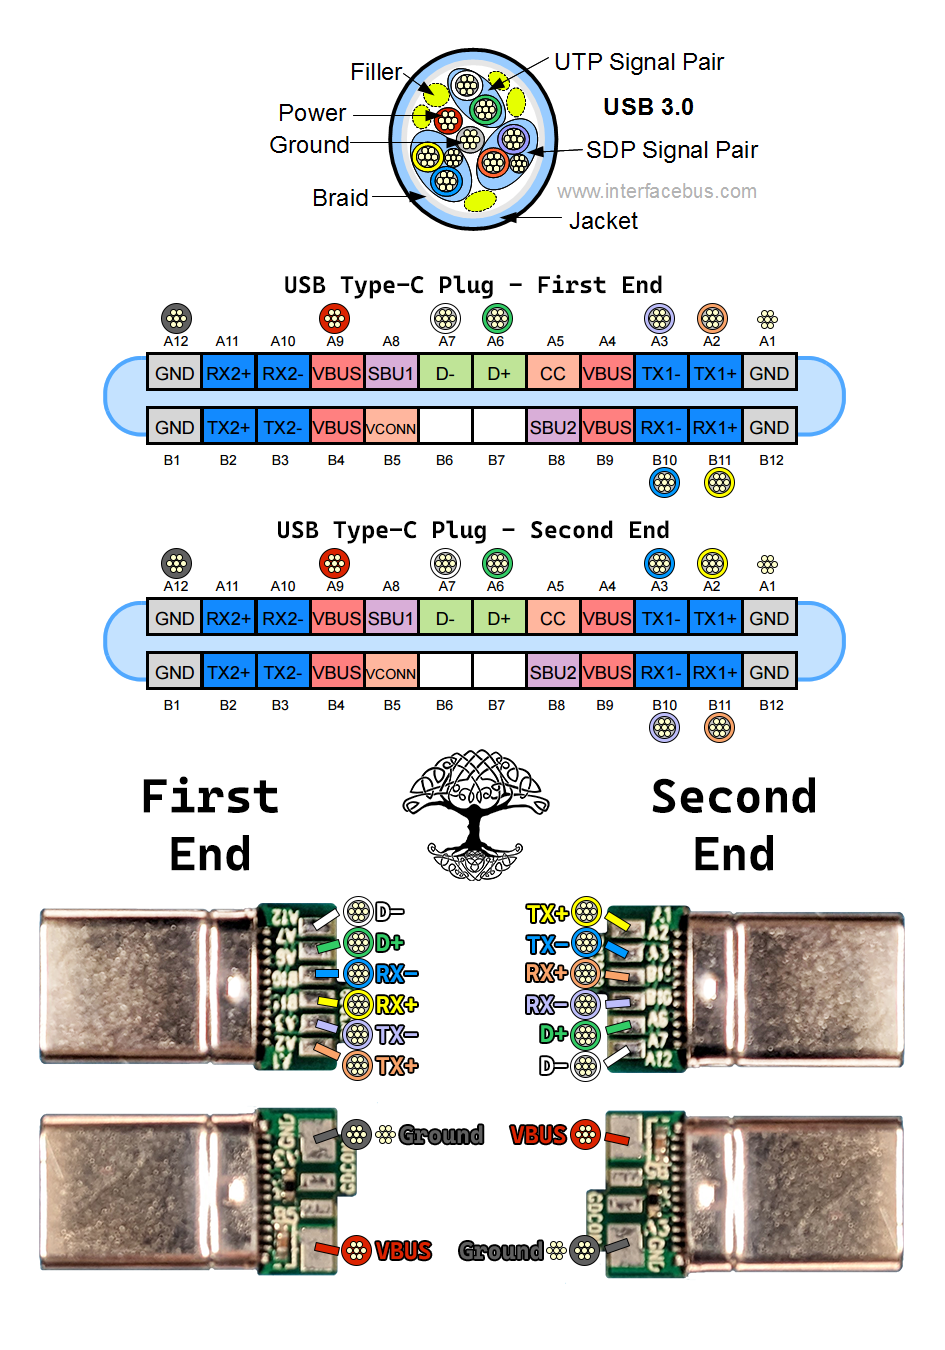 Filler
UTP Signal Pair
Power
USB 3.0
Ground
SDP Signal Pair
Braid
www.interfacebus.com
Jacket
USB Type-C Plug - First End
A12 A11 A10 A9 A8 A7 A6 A5 A4 A3 A2 A1
GND RX2+ RX2- VBUS SBU1 D- D+ CC VBUS TX1- TX1+ GND
GND TX2+ TX2- VBUS VCONN SBU2 VBUS RX1- RX1+ GND
B1 B2 B3 B4 B5 B6 B7 B8 B9 B10 B11 B12
USB Type-C Plug - Second End
A12 A11 A10 A9 A8 A7 A6 A5 A4 A3 A2 A1
GND RX2+ RX2- VBUS SBU1 D- D+ CC VBUS TX1- TX1+ GND
GND TX2+ TX2- VBUS VCONN SBU2 VBUS RX1- RX1+ GND
B1 B2 B3 B4 B5 B6 B7 B8 B9 B10 B11 B12
First
End
Second
End
D-
D+
RX-
RX+
TX-
TX+
TX+
TX-
RX+
RX-
D+
D-
A12
A2
Ground
VBUS
VBUS
Ground
GND
GND